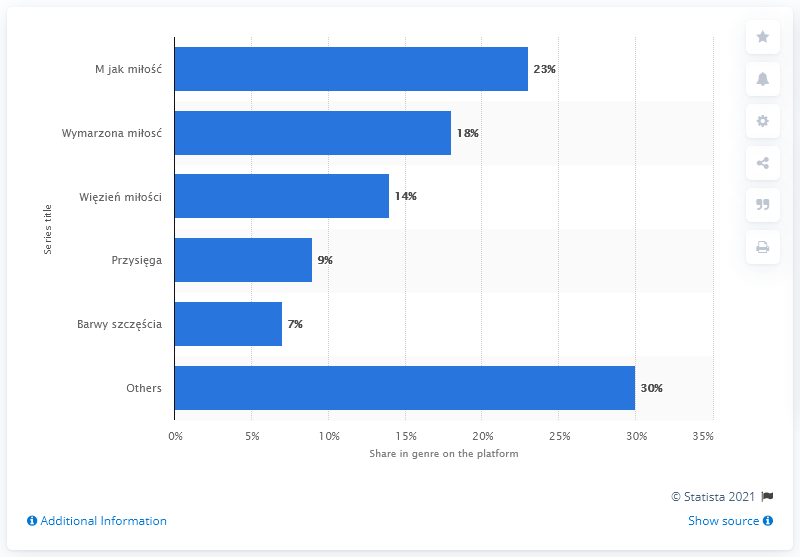 Series title
M jak miłość
23%
Wymarzona miłosć
18%
Więzień miłości
14%
Przysięga
9%
Barwy szczęścia
7%
Others
30%
0% 5% 10% 15% 20% 25% 30% 35%
Share in genre on the platform
© Statista 2021
Additional Information
Show source